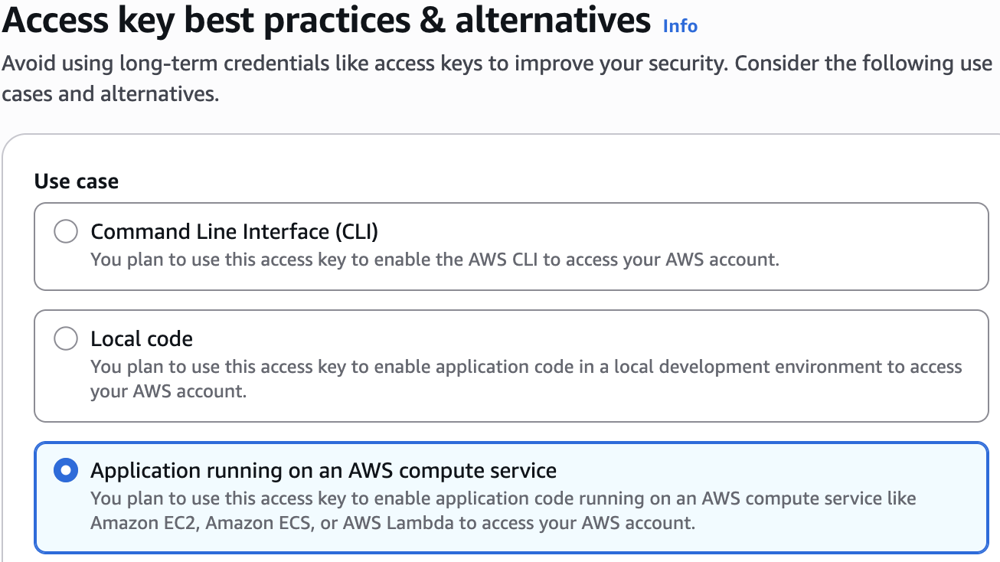 Access key best practices & alternatives Info
Avoid using long-term credentials like access keys to improve your security. Consider the following use
cases and alternatives.
Use case
Command Line Interface (CLI)
You plan to use this access key to enable the AWS CLI to access your AWS account.
Local code
You plan to use this access key to enable application code in a local development environment to access
your AWS account.
Application running on an AWS compute service
You plan to use this access key to enable application code running on an AWS compute service like
Amazon EC2, Amazon ECS, or AWS Lambda to access your AWS account.